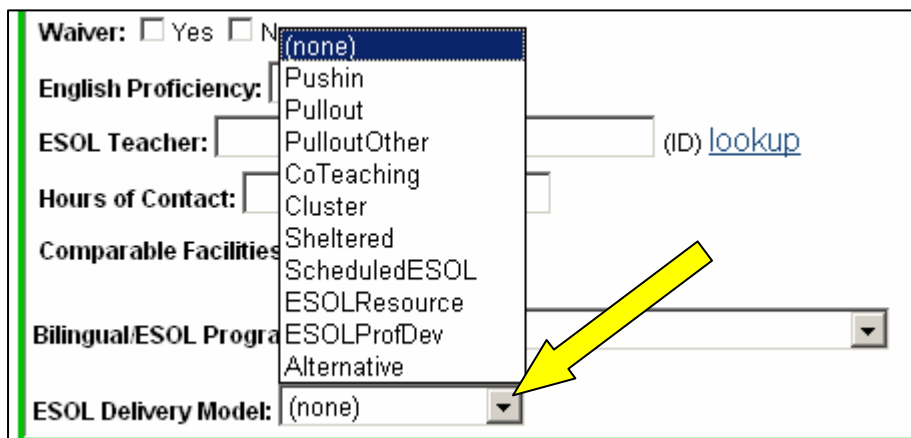 Waiver: Yes N
(none)
English Proficiency:
Pushin
Pullout
ESOL Teacher:
PulloutOther
(ID) lookup
CoTeaching
Hours of Contact:
Cluster
Comparable Facilities
Sheltered
ScheduledESOL
ESOLResource
Bilingual/ESOL Progra
ESOLProfDev
Alternative
ESOL Delivery Model: (none)